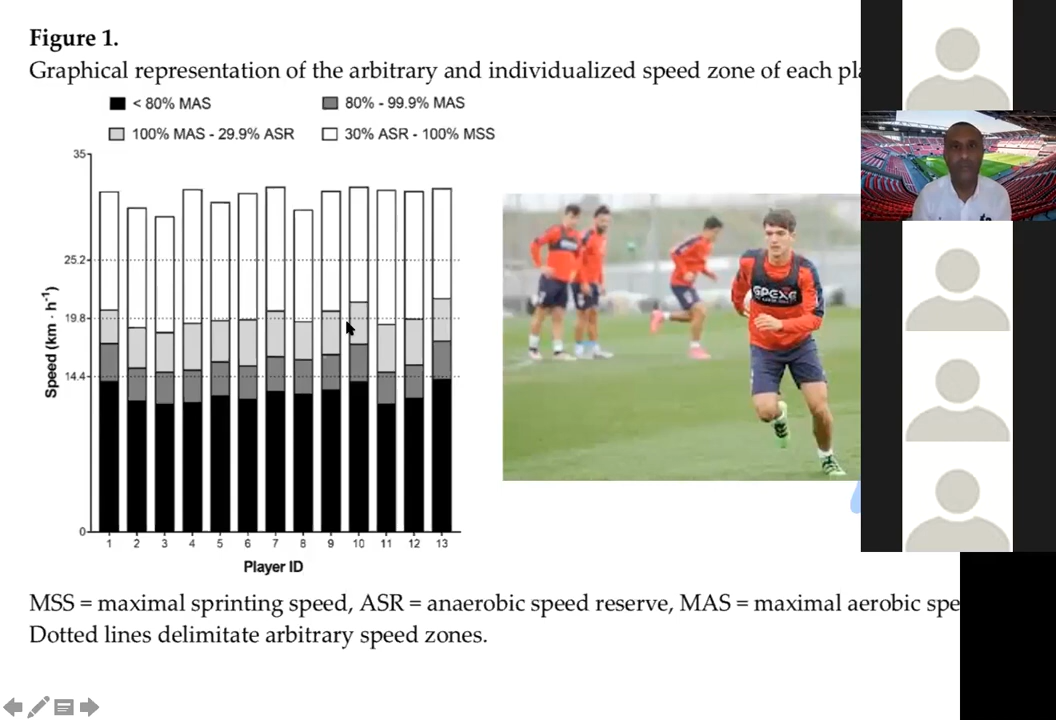 Figure 1.
Graphical representation of the arbitrary and individualized speed zone of each pla
< 80% MAS
80% - 99.9% MAS
100% MAS - 29.9% ASR
30% ASR - 100% MSS
35
25.2
19.8
14.4
0
Speed (km · h⁻¹)
1 2 3 4 5 6 7 8 9 10 11 12 13
Player ID
GPEXE
MSS = maximal sprinting speed, ASR = anaerobic speed reserve, MAS = maximal aerobic spe
Dotted lines delimitate arbitrary speed zones.